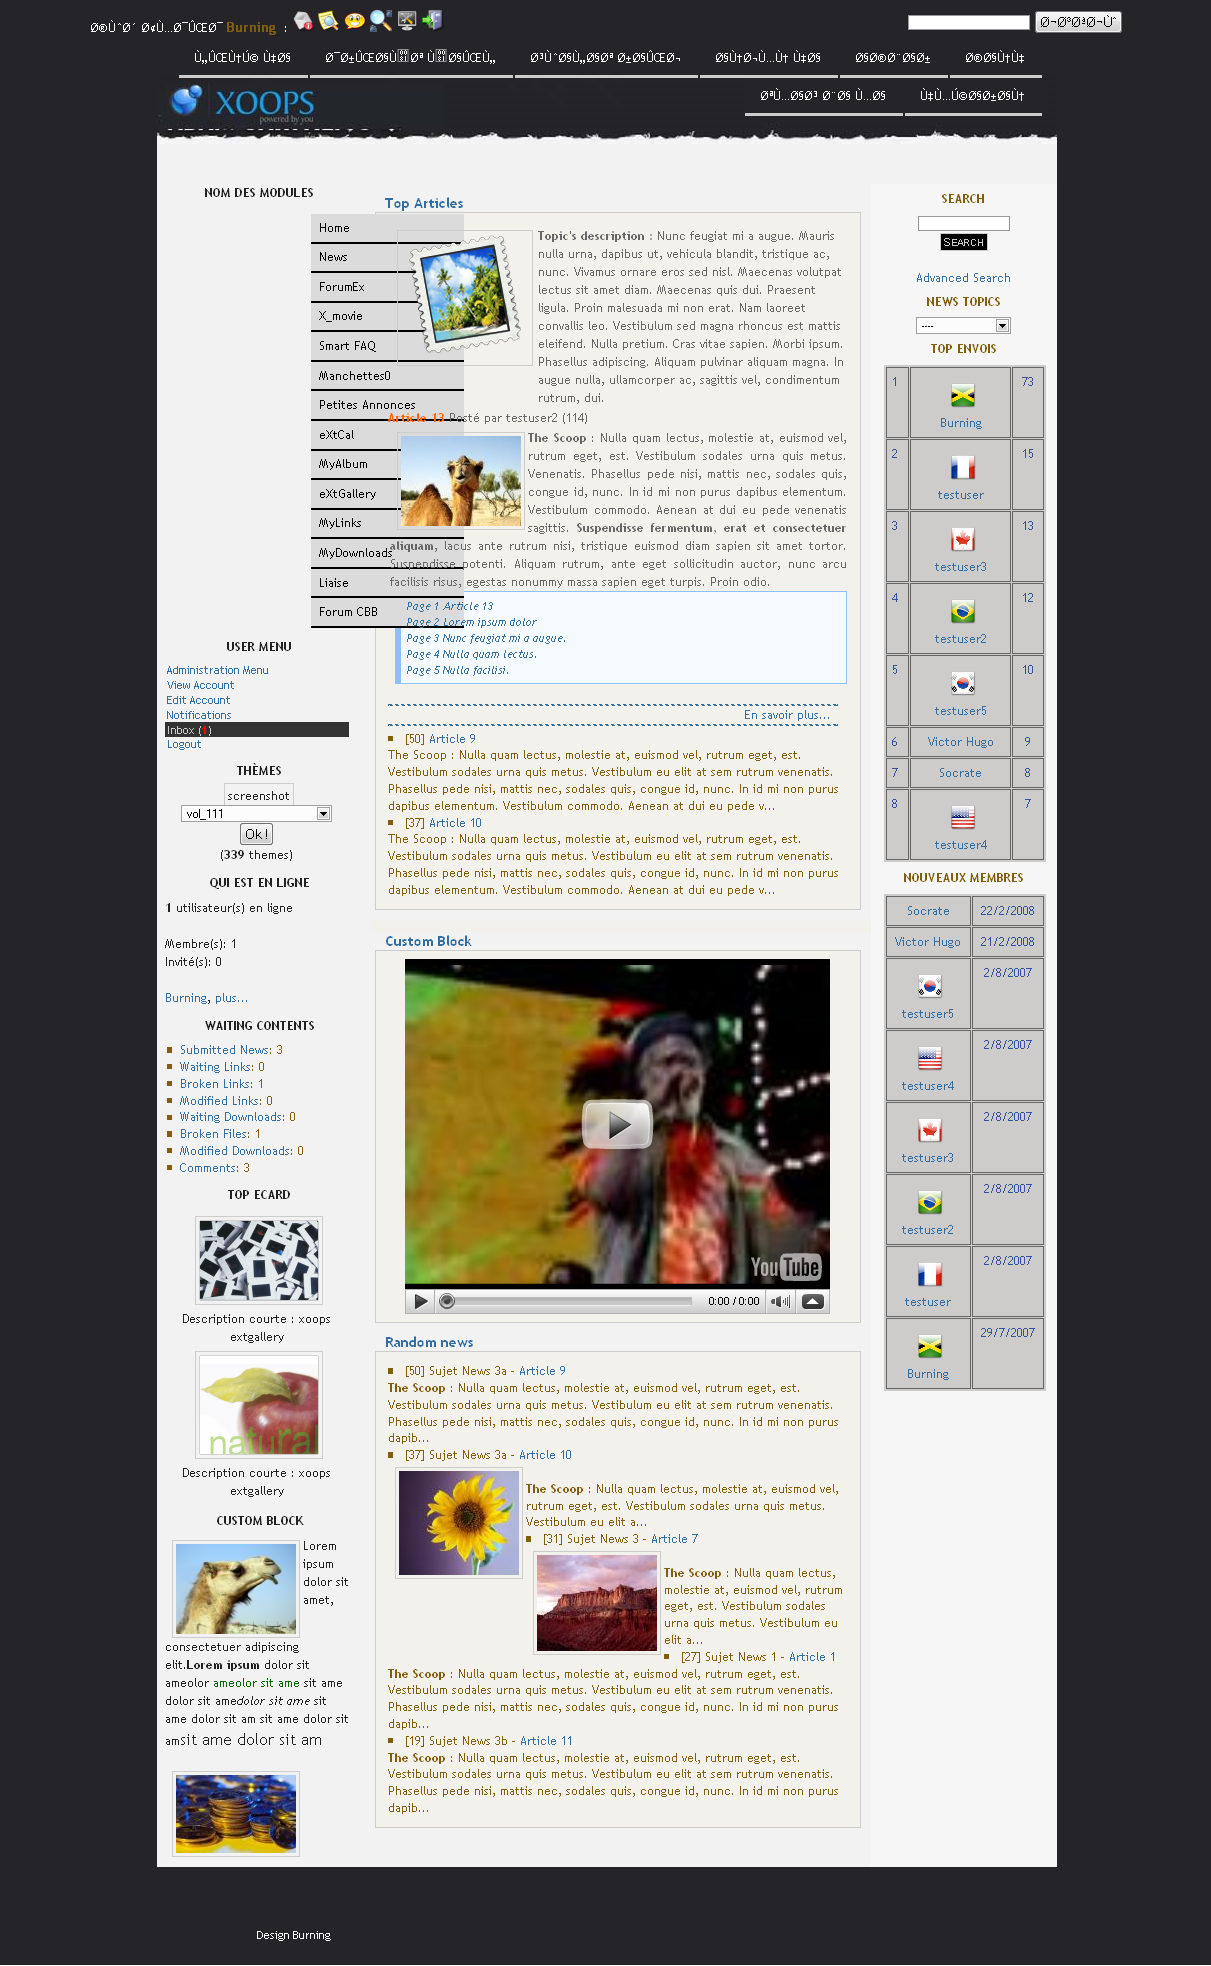 Burning :
XOOPS
powered by you
NOM DES MODULES
Home
News
ForumEx
X_movie
Smart FAQ
Manchettes0
Petites Annonces
eXtCal
MyAlbum
eXtGallery
MyLinks
MyDownloads
Liaise
Forum CBB
USER MENU
Administration Menu
View Account
Edit Account
Notifications
Inbox (1)
Logout
THÈMES
screenshot
vol_111
Ok !
(339 themes)
QUI EST EN LIGNE
1 utilisateur(s) en ligne
Membre(s): 1
Invité(s): 0
Burning, plus...
WAITING CONTENTS
Submitted News: 3
Waiting Links: 0
Broken Links: 1
Modified Links: 0
Waiting Downloads: 0
Broken Files: 1
Modified Downloads: 0
Comments: 3
TOP ECARD
Description courte : xoops
extgallery
natural
Description courte : xoops
extgallery
CUSTOM BLOCK
Lorem
ipsum
dolor sit
amet,
consectetuer adipiscing
elit.Lorem ipsum dolor sit
ameolor ameolor sit ame sit ame
dolor sit amedolor sit ame sit
ame dolor sit am sit ame dolor sit
amsit ame dolor sit am
Top Articles
Topic's description : Nunc feugiat mi a augue. Mauris
nulla urna, dapibus ut, vehicula blandit, tristique ac,
nunc. Vivamus ornare eros sed nisl. Maecenas volutpat
lectus sit amet diam. Maecenas quis dui. Praesent
ligula. Proin malesuada mi non erat. Nam laoreet
convallis leo. Vestibulum sed magna rhoncus est mattis
eleifend. Nulla pretium. Cras vitae sapien. Morbi ipsum.
Phasellus adipiscing. Aliquam pulvinar aliquam magna. In
augue nulla, ullamcorper ac, sagittis vel, condimentum
rutrum, dui.
Article 13 Posté par testuser2 (114)
The Scoop : Nulla quam lectus, molestie at, euismod vel,
rutrum eget, est. Vestibulum sodales urna quis metus.
Venenatis. Phasellus pede nisi, mattis nec, sodales quis,
congue id, nunc. In id mi non purus dapibus elementum.
Vestibulum commodo. Aenean at dui eu pede venenatis
sagittis. Suspendisse fermentum, erat et consectetuer
aliquam, lacus ante rutrum nisi, tristique euismod diam sapien sit amet tortor.
Suspendisse potenti. Aliquam rutrum, ante eget sollicitudin auctor, nunc arcu
facilisis risus, egestas nonummy massa sapien eget turpis. Proin odio.
Page 1 Article 13
Page 2 Lorem ipsum dolor
Page 3 Nunc feugiat mi a augue.
Page 4 Nulla quam lectus.
Page 5 Nulla facilisi.
En savoir plus...
[50] Article 9
The Scoop : Nulla quam lectus, molestie at, euismod vel, rutrum eget, est.
Vestibulum sodales urna quis metus. Vestibulum eu elit at sem rutrum venenatis.
Phasellus pede nisi, mattis nec, sodales quis, congue id, nunc. In id mi non purus
dapibus elementum. Vestibulum commodo. Aenean at dui eu pede v...
[37] Article 10
The Scoop : Nulla quam lectus, molestie at, euismod vel, rutrum eget, est.
Vestibulum sodales urna quis metus. Vestibulum eu elit at sem rutrum venenatis.
Phasellus pede nisi, mattis nec, sodales quis, congue id, nunc. In id mi non purus
dapibus elementum. Vestibulum commodo. Aenean at dui eu pede v...
Custom Block
YouTube
0:00 / 0:00
Random news
[50] Sujet News 3a - Article 9
The Scoop : Nulla quam lectus, molestie at, euismod vel, rutrum eget, est.
Vestibulum sodales urna quis metus. Vestibulum eu elit at sem rutrum venenatis.
Phasellus pede nisi, mattis nec, sodales quis, congue id, nunc. In id mi non purus
dapib...
[37] Sujet News 3a - Article 10
The Scoop : Nulla quam lectus, molestie at, euismod vel,
rutrum eget, est. Vestibulum sodales urna quis metus.
Vestibulum eu elit a...
[31] Sujet News 3 - Article 7
The Scoop : Nulla quam lectus,
molestie at, euismod vel, rutrum
eget, est. Vestibulum sodales
urna quis metus. Vestibulum eu
elit a...
[27] Sujet News 1 - Article 1
The Scoop : Nulla quam lectus, molestie at, euismod vel, rutrum eget, est.
Vestibulum sodales urna quis metus. Vestibulum eu elit at sem rutrum venenatis.
Phasellus pede nisi, mattis nec, sodales quis, congue id, nunc. In id mi non purus
dapib...
[19] Sujet News 3b - Article 11
The Scoop : Nulla quam lectus, molestie at, euismod vel, rutrum eget, est.
Vestibulum sodales urna quis metus. Vestibulum eu elit at sem rutrum venenatis.
Phasellus pede nisi, mattis nec, sodales quis, congue id, nunc. In id mi non purus
dapib...
SEARCH
SEARCH
Advanced Search
NEWS TOPICS
----
TOP ENVOIS
1 Burning 73
2 testuser 15
3 testuser3 13
4 testuser2 12
5 testuser5 10
6 Victor Hugo 9
7 Socrate 8
8 testuser4 7
NOUVEAUX MEMBRES
Socrate 22/2/2008
Victor Hugo 21/2/2008
testuser5 2/8/2007
testuser4 2/8/2007
testuser3 2/8/2007
testuser2 2/8/2007
testuser 2/8/2007
Burning 29/7/2007
Design Burning